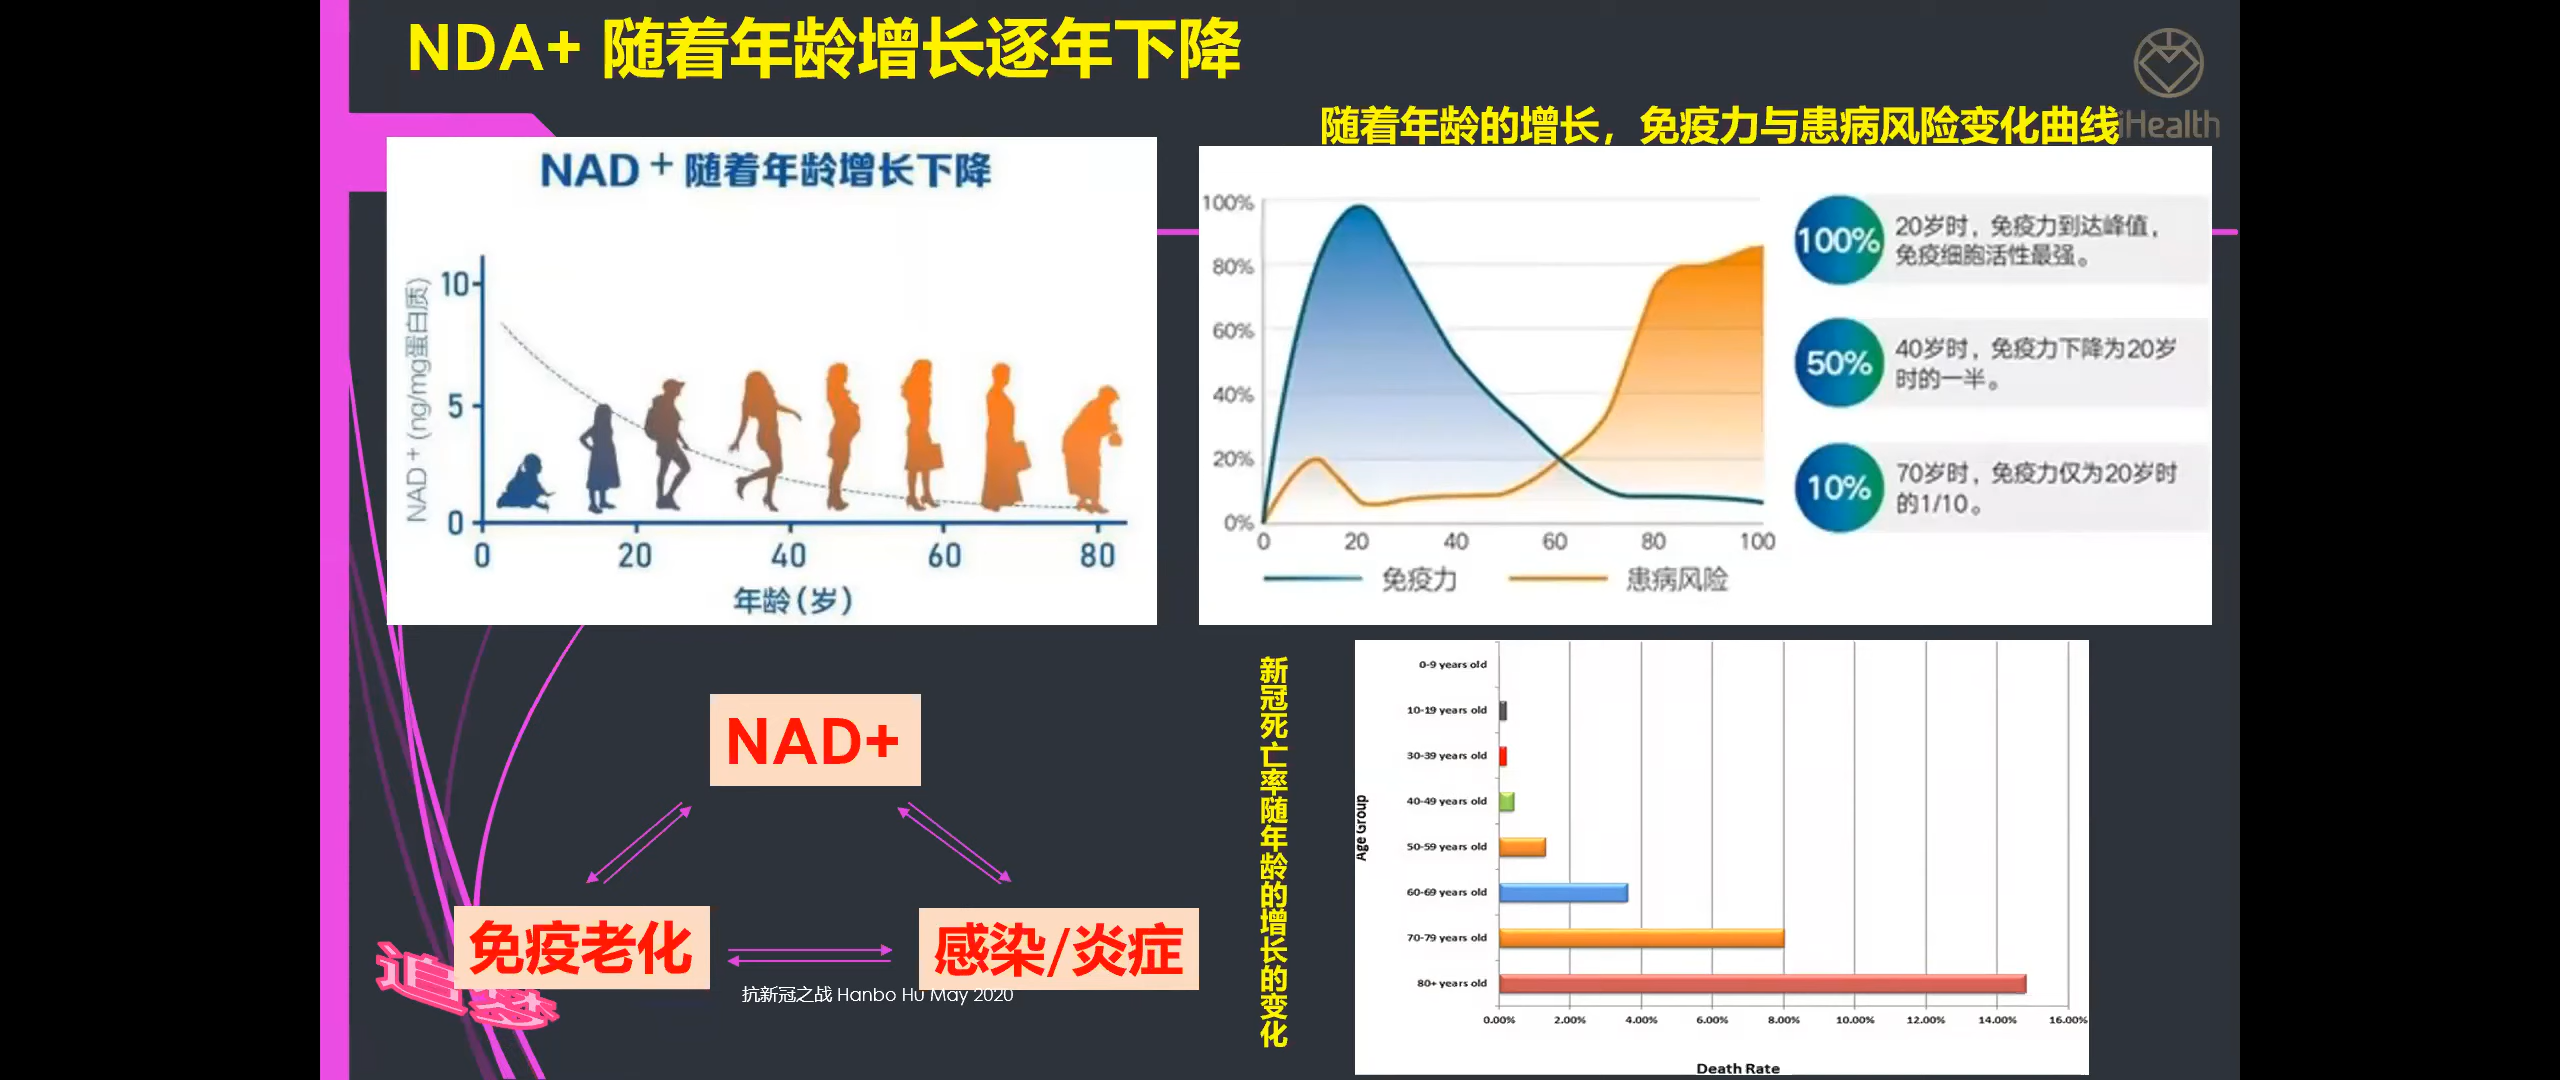 NDA+ 随着年龄增长逐年下降
iHealth
随着年龄的增长，免疫力与患病风险变化曲线
NAD + 随着年龄增长下降
NAD + (ng/mg蛋白质)
10
5
0
0 20 40 60 80
年龄(岁)
100%
80%
60%
40%
20%
0%
0 20 40 60 80 100
免疫力 患病风险
100%
20岁时，免疫力到达峰值，
免疫细胞活性最强。
50%
40岁时，免疫力下降为20岁
时的一半。
10%
70岁时，免疫力仅为20岁时
的1/10。
NAD+
免疫老化
感染/炎症
抗新冠之战 Hanbo Hu May 2020
新冠死亡率随年龄的增长的变化
Age Group
0-9 years old
10-19 years old
30-39 years old
40-49 years old
50-59 years old
60-69 years old
70-79 years old
80+ years old
0.00% 2.00% 4.00% 6.00% 8.00% 10.00% 12.00% 14.00% 16.00%
Death Rate